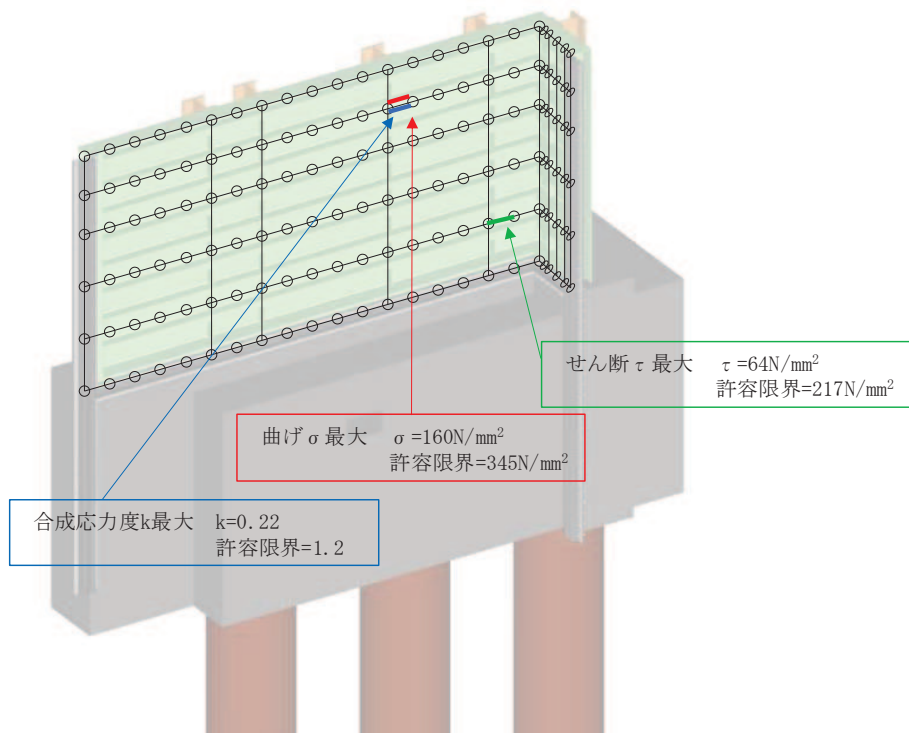 せん断τ最大 τ=64N/mm²
許容限界=217N/mm²
曲げσ最大 σ=160N/mm²
許容限界=345N/mm²
合成応力度k最大 k=0.22
許容限界=1.2